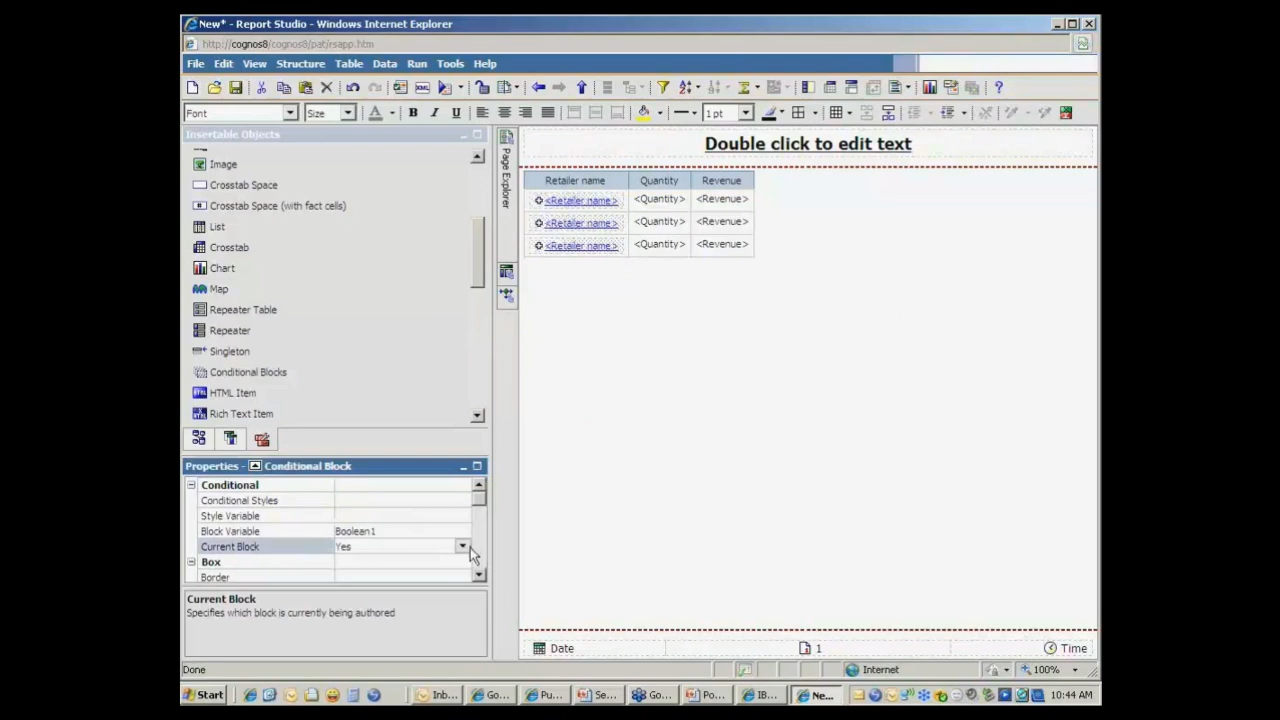 New* - Report Studio - Windows Internet Explorer
http://cognos8/cognos8/pat/rsapp.htm
File Edit View Structure Table Data Run Tools Help
Font Size B I U 1 pt
Insertable Objects
Image
Crosstab Space
Crosstab Space (with fact cells)
List
Crosstab
Chart
Map
Repeater Table
Repeater
Singleton
Conditional Blocks
HTML Item
Rich Text Item
Properties - Conditional Block
Conditional
Conditional Styles
Style Variable
Block Variable Boolean1
Current Block Yes
Box
Border
Current Block
Specifies which block is currently being authored
Page Explorer
Double click to edit text
Retailer name Quantity Revenue
<Retailer name> <Quantity> <Revenue>
<Retailer name> <Quantity> <Revenue>
<Retailer name> <Quantity> <Revenue>
Date 1 Time
Done Internet 100%
Start Inb... Go... Pu... Se... Go... Po... IB... Ne... 10:44 AM